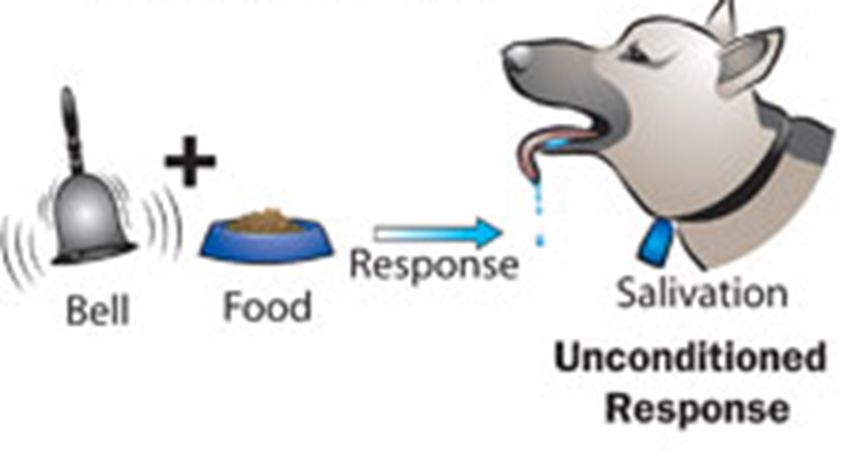 +
Bell
Food
Response
Salivation
Unconditioned
Response